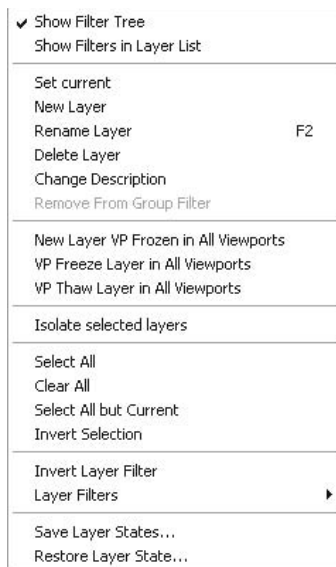 Show Filter Tree
Show Filters in Layer List
Set current
New Layer
Rename Layer F2
Delete Layer
Change Description
Remove From Group Filter
New Layer VP Frozen in All Viewports
VP Freeze Layer in All Viewports
VP Thaw Layer in All Viewports
Isolate selected layers
Select All
Clear All
Select All but Current
Invert Selection
Invert Layer Filter
Layer Filters
Save Layer States...
Restore Layer State...